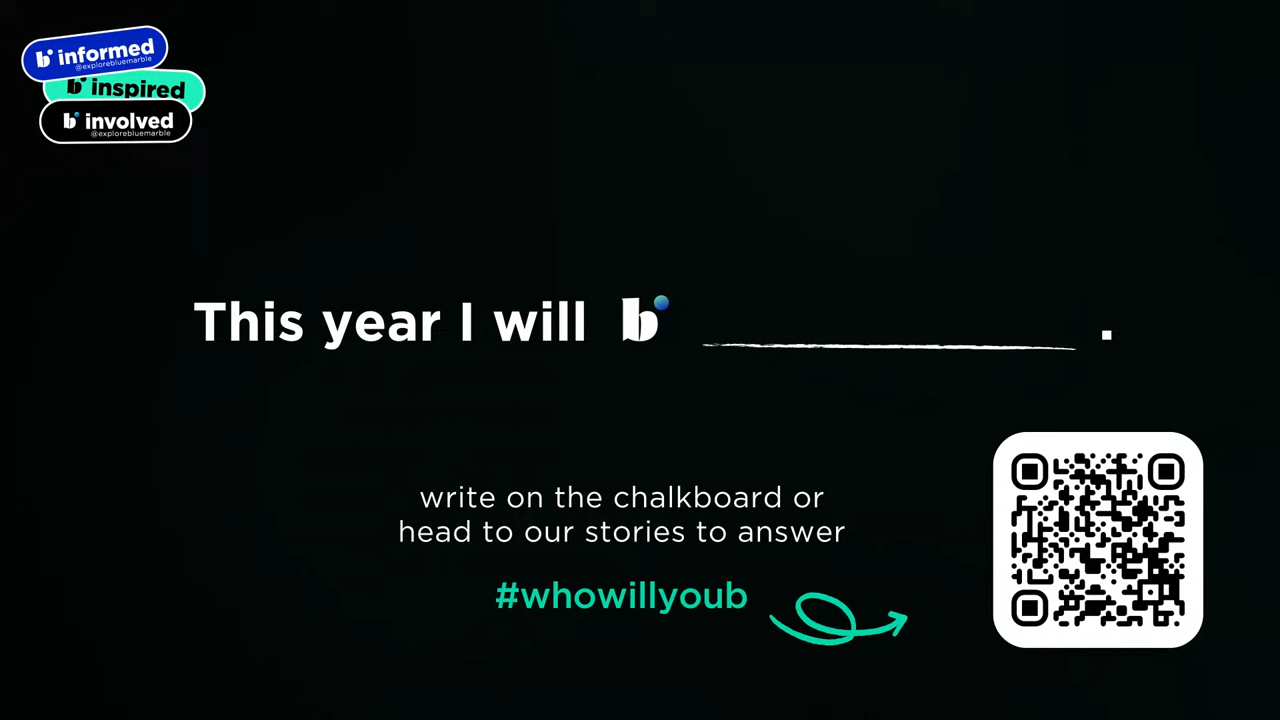 b informed
@explorebluemarble
b inspired
b involved
@explorebluemarble
This year I will b ____________ .
write on the chalkboard or
head to our stories to answer
#whowillyoub